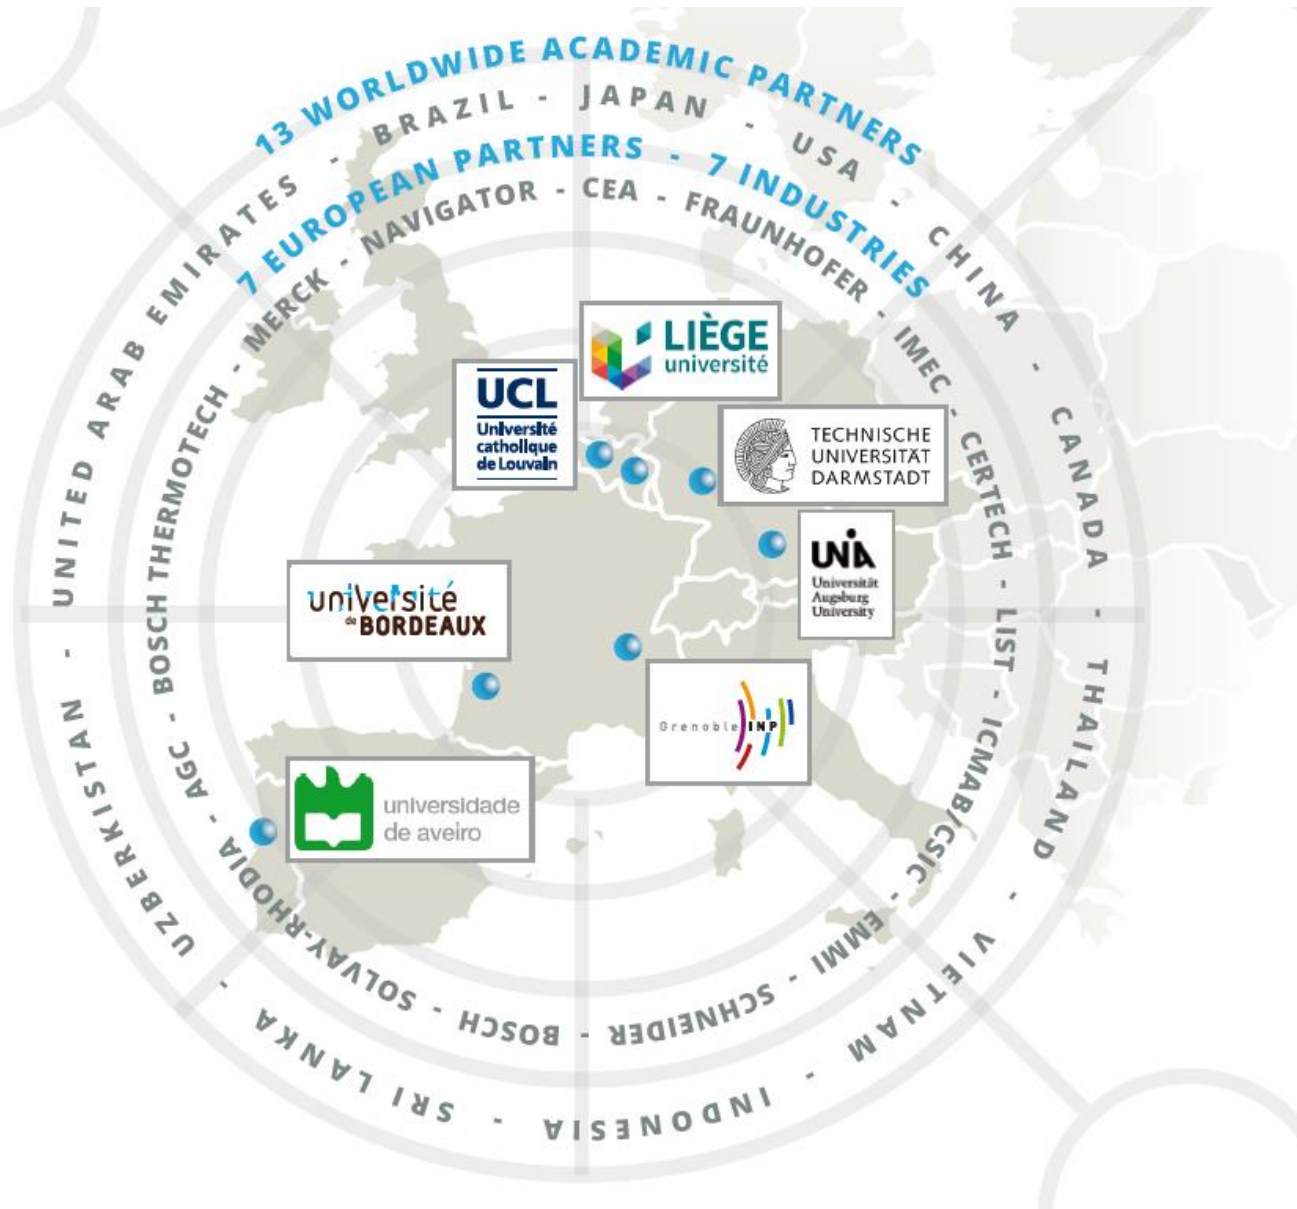 13 WORLDWIDE ACADEMIC PARTNERS
BRAZIL - JAPAN - USA - CHINA - CANADA - THAILAND - VIETNAM - INDONESIA - SRI LANKA - UZBERKISTAN - UNITED ARAB EMIRATES -
7 EUROPEAN PARTNERS - 7 INDUSTRIES
NAVIGATOR - CEA - FRAUNHOFER - IMEC - CERTECH - LIST - ICMAB/CSIC - EMMI - SCHNEIDER - BOSCH - SOLVAY-RHODIA - AGC - BOSCH THERMOTECH - MERCK -
LIÈGE
université
UCL
Université
catholique
de Louvain
TECHNISCHE
UNIVERSITÄT
DARMSTADT
UNIA
Universität
Augsburg
University
université
de BORDEAUX
Grenoble INP
universidade
de aveiro